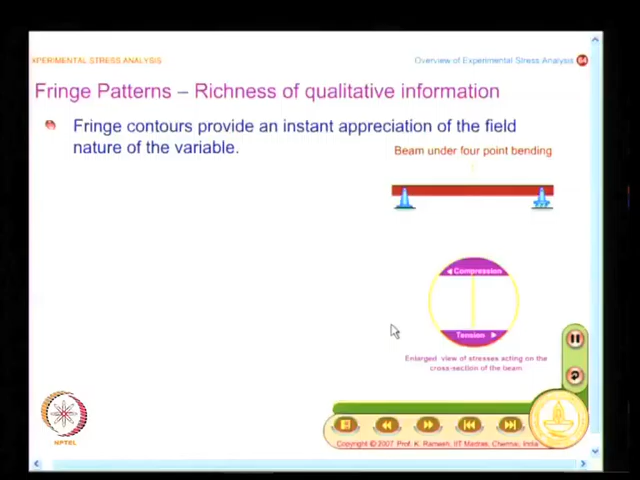 XPERIMENTAL STRESS ANALYSIS
Overview of Experimental Stress Analysis 64
Fringe Patterns – Richness of qualitative information
Fringe contours provide an instant appreciation of the field
nature of the variable.
Beam under four point bending
Compression
Tension
Enlarged view of stresses acting on the
cross-section of the beam
NPTEL
Copyright © 2007 Prof. K. Ramesh, IIT Madras, Chennai, India